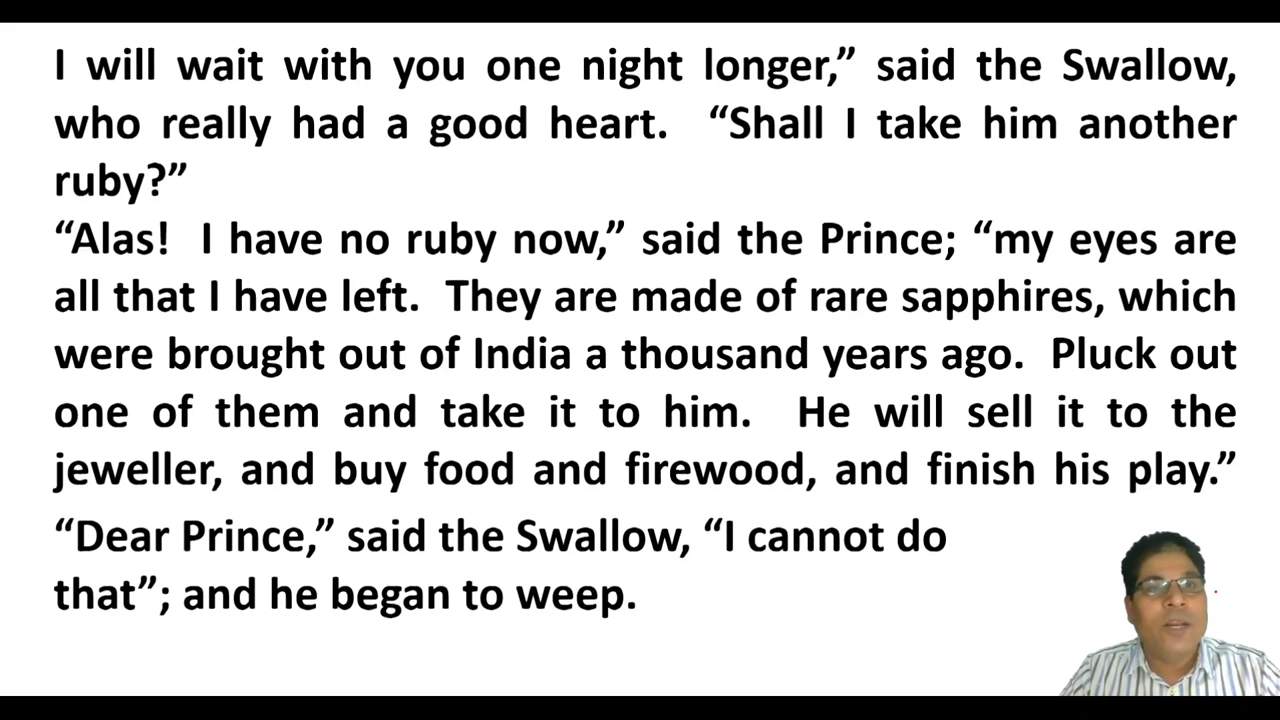 I will wait with you one night longer,” said the Swallow,
who really had a good heart.  “Shall I take him another
ruby?”
“Alas!  I have no ruby now,” said the Prince; “my eyes are
all that I have left.  They are made of rare sapphires, which
were brought out of India a thousand years ago.  Pluck out
one of them and take it to him.  He will sell it to the
jeweller, and buy food and firewood, and finish his play.”
“Dear Prince,” said the Swallow, “I cannot do
that”; and he began to weep.